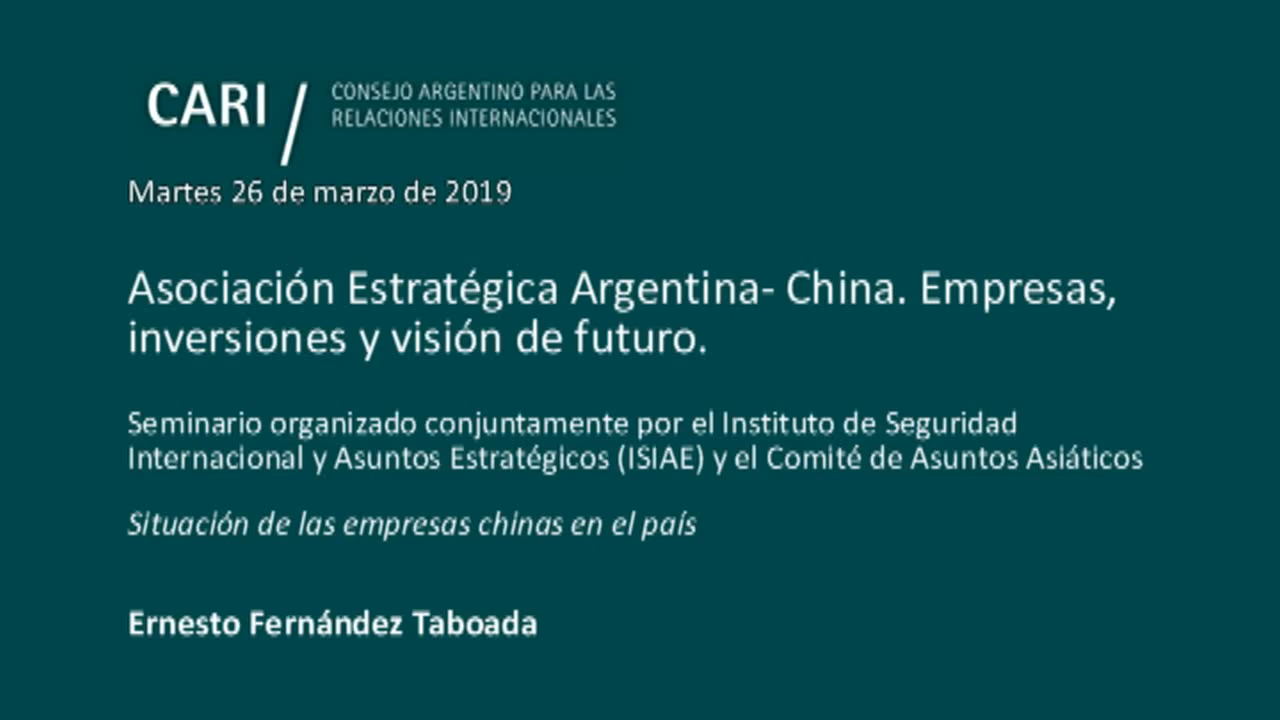 CARI / CONSEJO ARGENTINO PARA LAS
RELACIONES INTERNACIONALES
Martes 26 de marzo de 2019
Asociación Estratégica Argentina- China. Empresas,
inversiones y visión de futuro.
Seminario organizado conjuntamente por el Instituto de Seguridad
Internacional y Asuntos Estratégicos (ISIAE) y el Comité de Asuntos Asiáticos
Situación de las empresas chinas en el país
Ernesto Fernández Taboada